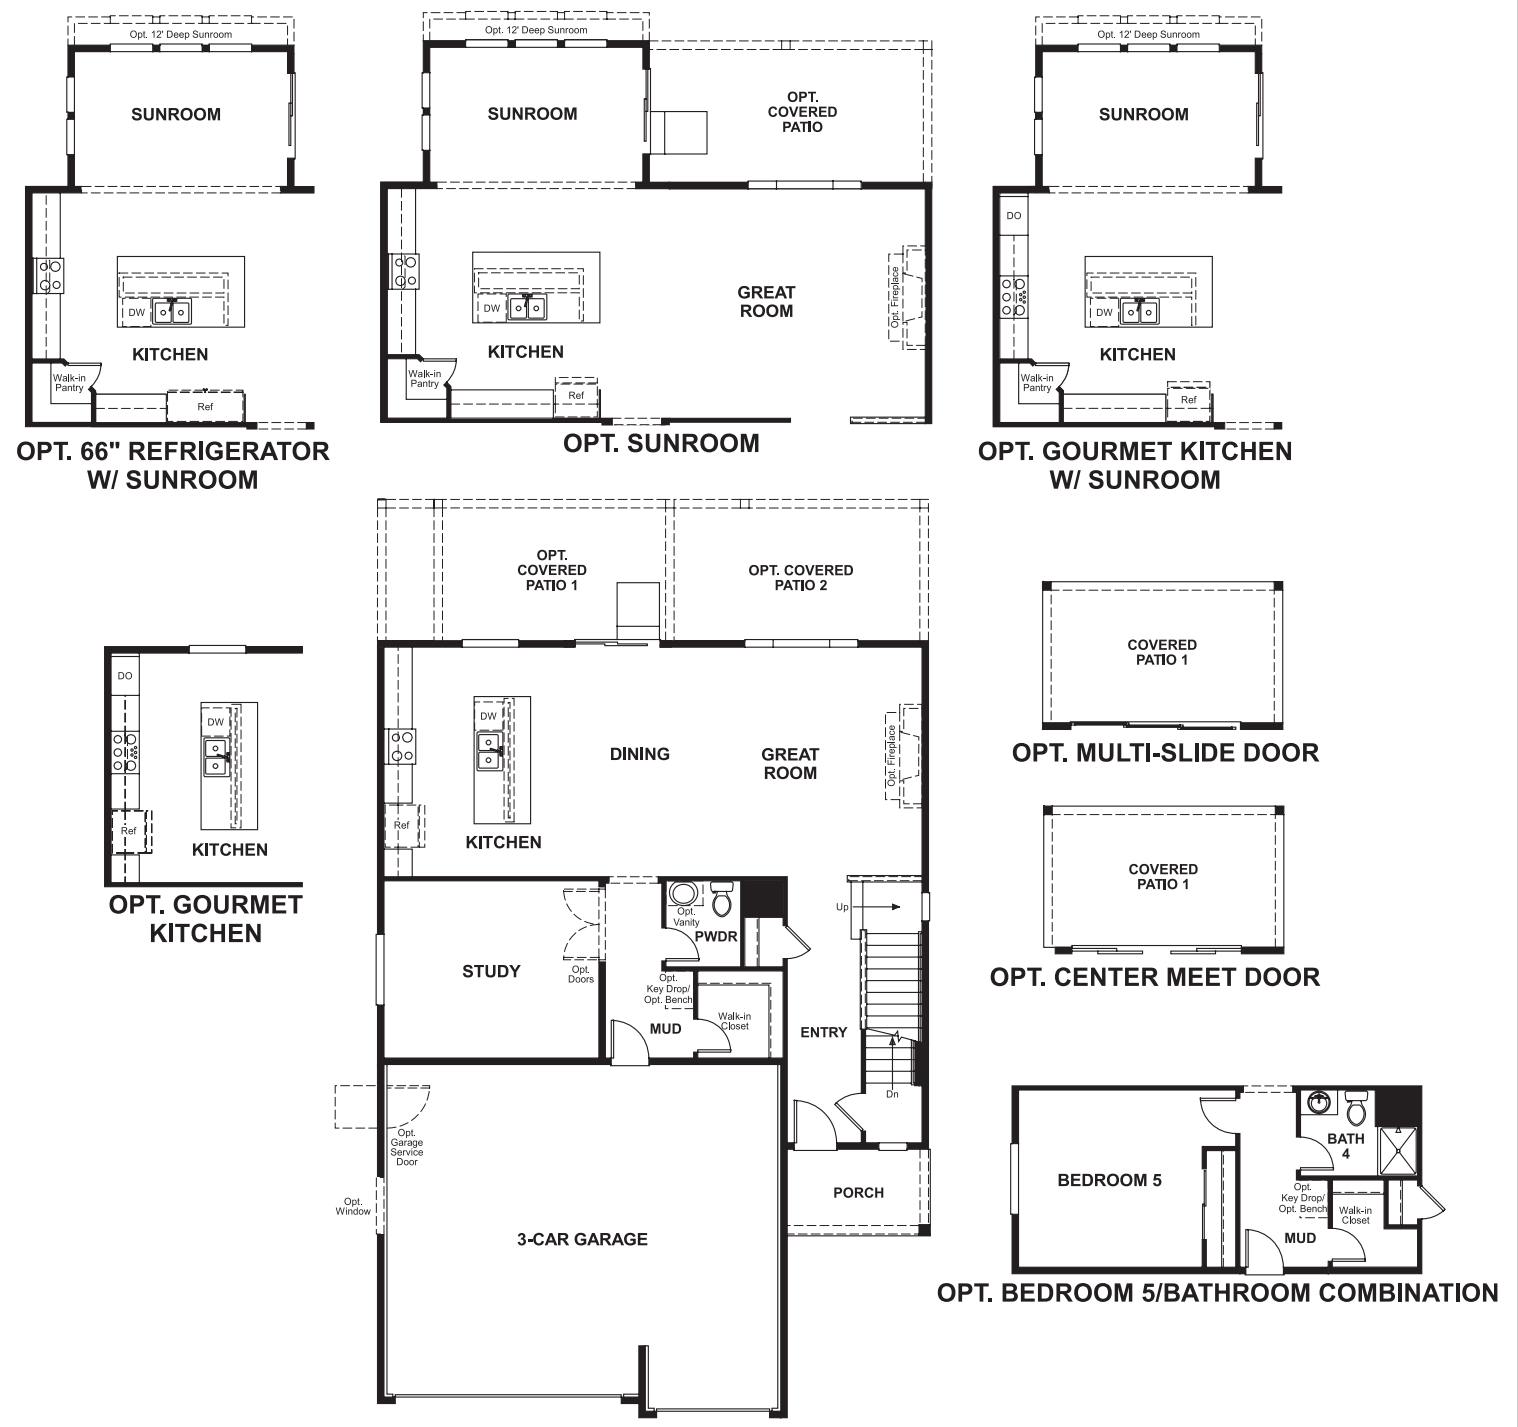 Opt. 12' Deep Sunroom
SUNROOM
DW
KITCHEN
Walk-in
Pantry
Ref
OPT. 66" REFRIGERATOR
W/ SUNROOM
Opt. 12' Deep Sunroom
SUNROOM
OPT.
COVERED
PATIO
DW
KITCHEN
GREAT
ROOM
Opt. Fireplace
Walk-in
Pantry
Ref
OPT. SUNROOM
Opt. 12' Deep Sunroom
SUNROOM
DO
DW
KITCHEN
Walk-in
Pantry
Ref
OPT. GOURMET KITCHEN
W/ SUNROOM
DO
DW
Ref
KITCHEN
OPT. GOURMET
KITCHEN
OPT.
COVERED
PATIO 1
OPT. COVERED
PATIO 2
DW
DINING
GREAT
ROOM
Opt. Fireplace
Ref
KITCHEN
Opt.
Vanity
PWDR
Up
STUDY
Opt.
Doors
Opt.
Key Drop/
Opt. Bench
MUD
Walk-in
Closet
ENTRY
Dn
Opt.
Garage
Service
Door
Opt.
Window
PORCH
3-CAR GARAGE
COVERED
PATIO 1
OPT. MULTI-SLIDE DOOR
COVERED
PATIO 1
OPT. CENTER MEET DOOR
BATH
4
BEDROOM 5
Opt.
Key Drop/
Opt. Bench
Walk-in
Closet
MUD
OPT. BEDROOM 5/BATHROOM COMBINATION